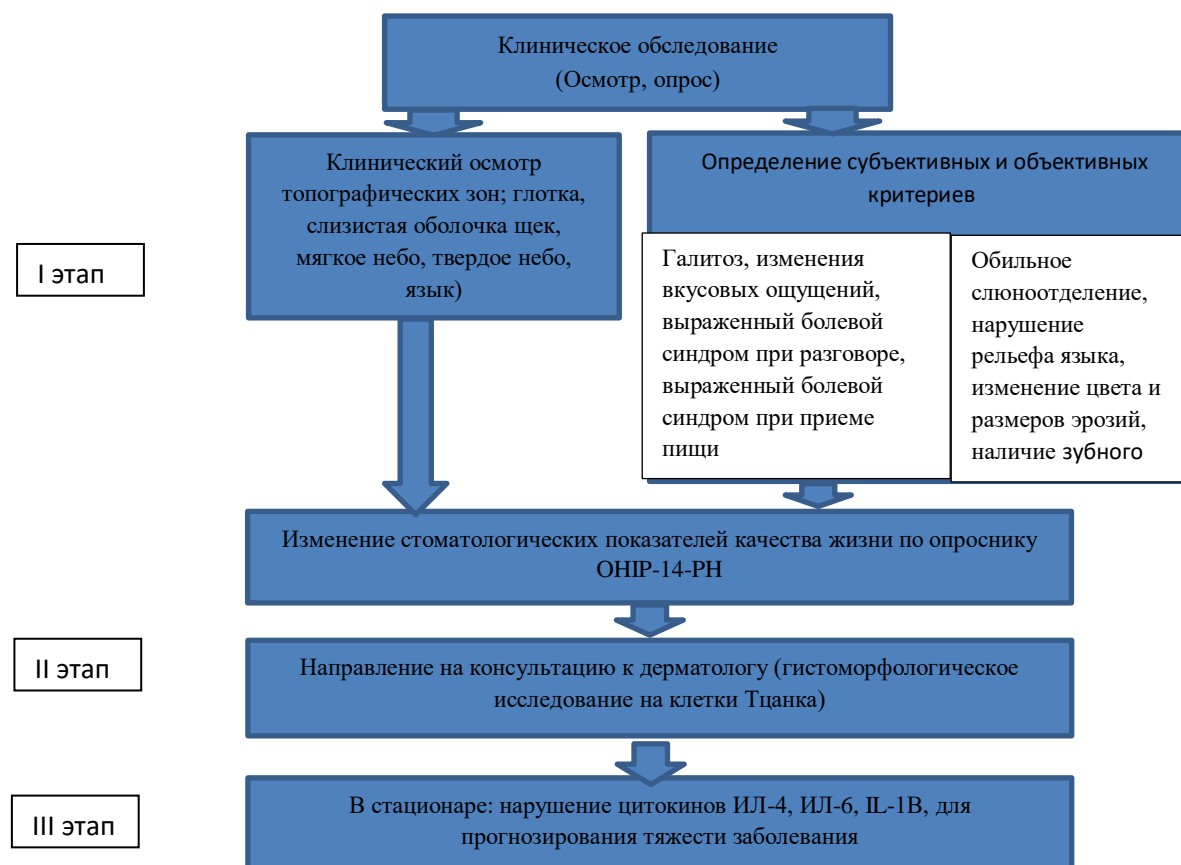 Клиническое обследование
(Осмотр, опрос)
Клинический осмотр
топографических зон; глотка,
слизистая оболочка щек,
мягкое небо, твердое небо,
язык)
Определение субъективных и объективных
критериев
I этап
Галитоз, изменения
вкусовых ощущений,
выраженный болевой
синдром при разговоре,
выраженный болевой
синдром при приеме
пищи
Обильное
слюноотделение,
нарушение
рельефа языка,
изменение цвета и
размеров эрозий,
наличие зубного
Изменение стоматологических показателей качества жизни по опроснику
OHIP-14-РН
II этап
Направление на консультацию к дерматологу (гистоморфологическое
исследование на клетки Тцанка)
III этап
В стационаре: нарушение цитокинов ИЛ-4, ИЛ-6, IL-1B, для
прогнозирования тяжести заболевания